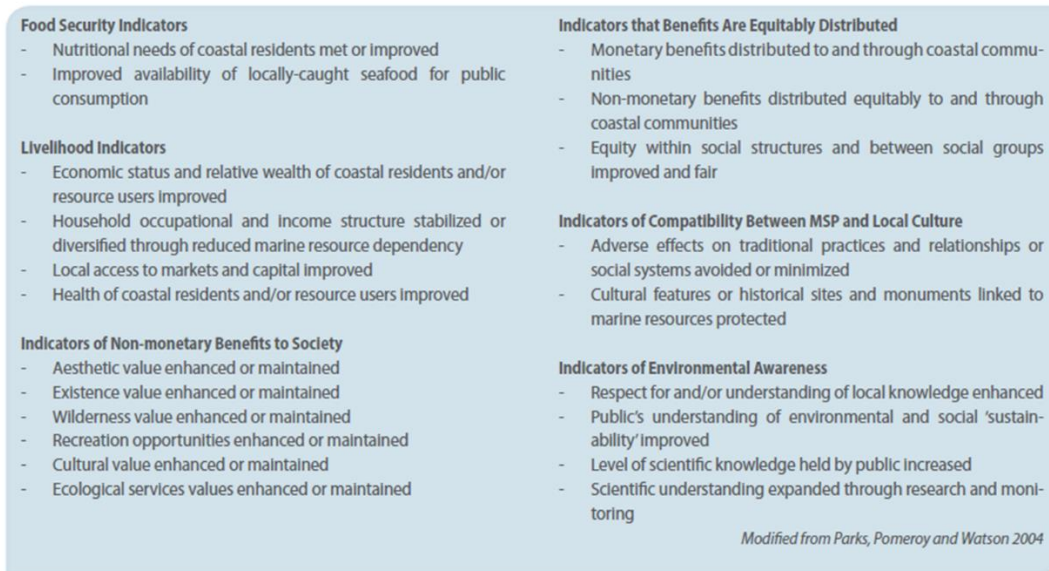 Food Security Indicators
- Nutritional needs of coastal residents met or improved
- Improved availability of locally-caught seafood for public
consumption
Livelihood Indicators
- Economic status and relative wealth of coastal residents and/or
resource users improved
- Household occupational and income structure stabilized or
diversified through reduced marine resource dependency
- Local access to markets and capital improved
- Health of coastal residents and/or resource users improved
Indicators of Non-monetary Benefits to Society
- Aesthetic value enhanced or maintained
- Existence value enhanced or maintained
- Wilderness value enhanced or maintained
- Recreation opportunities enhanced or maintained
- Cultural value enhanced or maintained
- Ecological services values enhanced or maintained
Indicators that Benefits Are Equitably Distributed
- Monetary benefits distributed to and through coastal commu-
nities
- Non-monetary benefits distributed equitably to and through
coastal communities
- Equity within social structures and between social groups
improved and fair
Indicators of Compatibility Between MSP and Local Culture
- Adverse effects on traditional practices and relationships or
social systems avoided or minimized
- Cultural features or historical sites and monuments linked to
marine resources protected
Indicators of Environmental Awareness
- Respect for and/or understanding of local knowledge enhanced
- Public's understanding of environmental and social 'sustain-
ability' improved
- Level of scientific knowledge held by public increased
- Scientific understanding expanded through research and moni-
toring
Modified from Parks, Pomeroy and Watson 2004